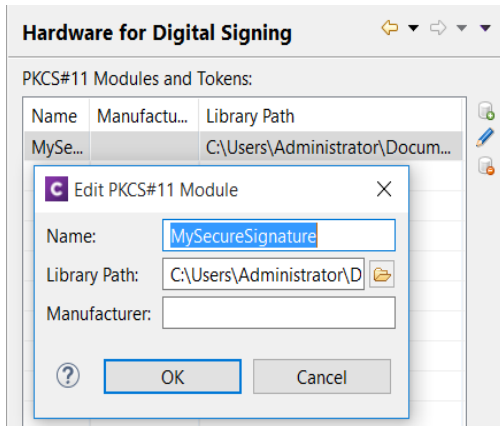 Hardware for Digital Signing
PKCS#11 Modules and Tokens:
Name Manufactu... Library Path
MySe... C:\Users\Administrator\Docum...
C Edit PKCS#11 Module
Name: MySecureSignature
Library Path: C:\Users\Administrator\D
Manufacturer:
? OK Cancel